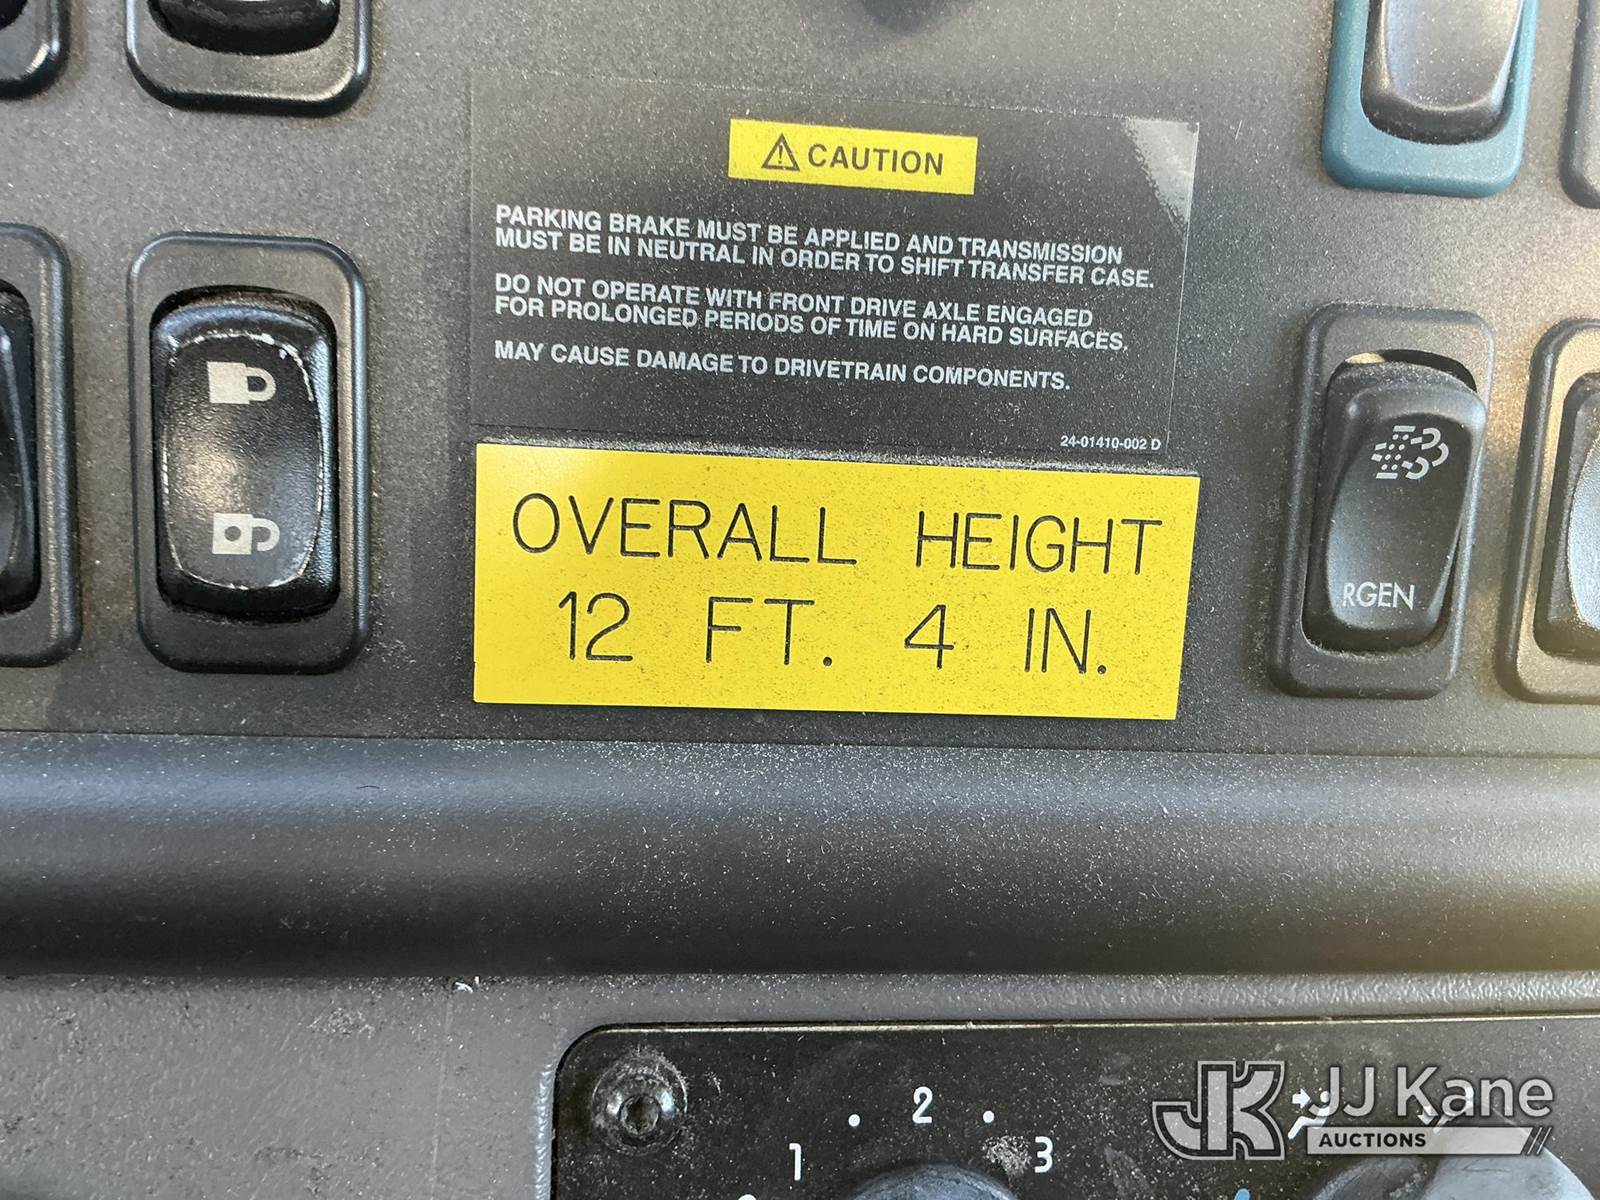 CAUTION
PARKING BRAKE MUST BE APPLIED AND TRANSMISSION
MUST BE IN NEUTRAL IN ORDER TO SHIFT TRANSFER CASE.
DO NOT OPERATE WITH FRONT DRIVE AXLE ENGAGED
FOR PROLONGED PERIODS OF TIME ON HARD SURFACES.
MAY CAUSE DAMAGE TO DRIVETRAIN COMPONENTS.
24-01410-002 D
OVERALL HEIGHT
12 FT. 4 IN.
RGEN
1 . 2 . 3
JK JJ Kane
AUCTIONS